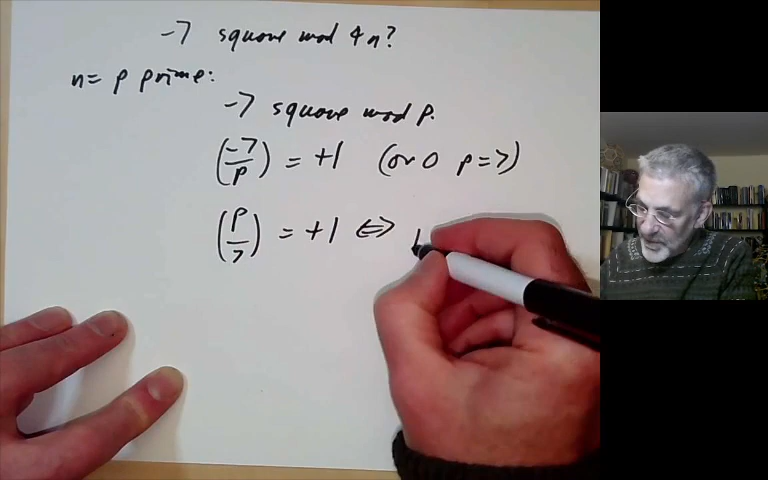 -7 square mod 4n?
n= p prime:
-7 square mod p.
(-7/p) = +1 (or 0 p=7)
(p/7) = +1 ⇔